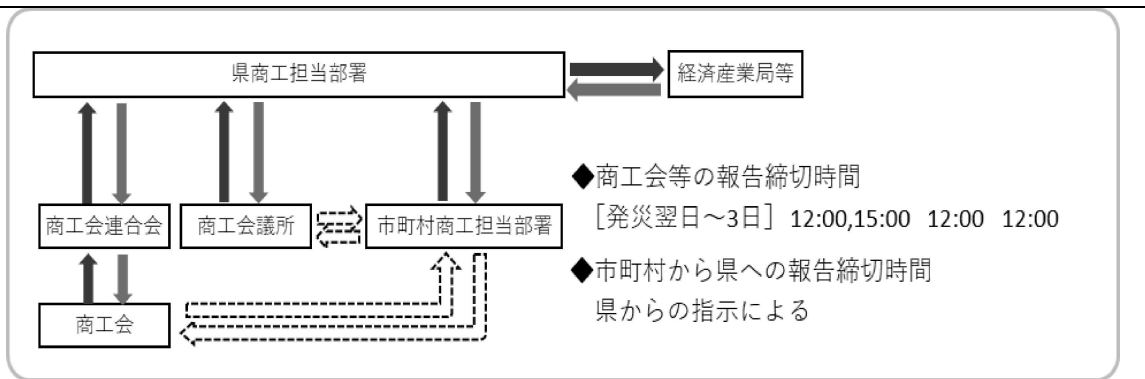 県商工担当部署
経済産業局等
◆商工会等の報告締切時間
［発災翌日～3日］ 12:00,15:00 12:00 12:00
商工会連合会
商工会議所
市町村商工担当部署
◆市町村から県への報告締切時間
県からの指示による
商工会